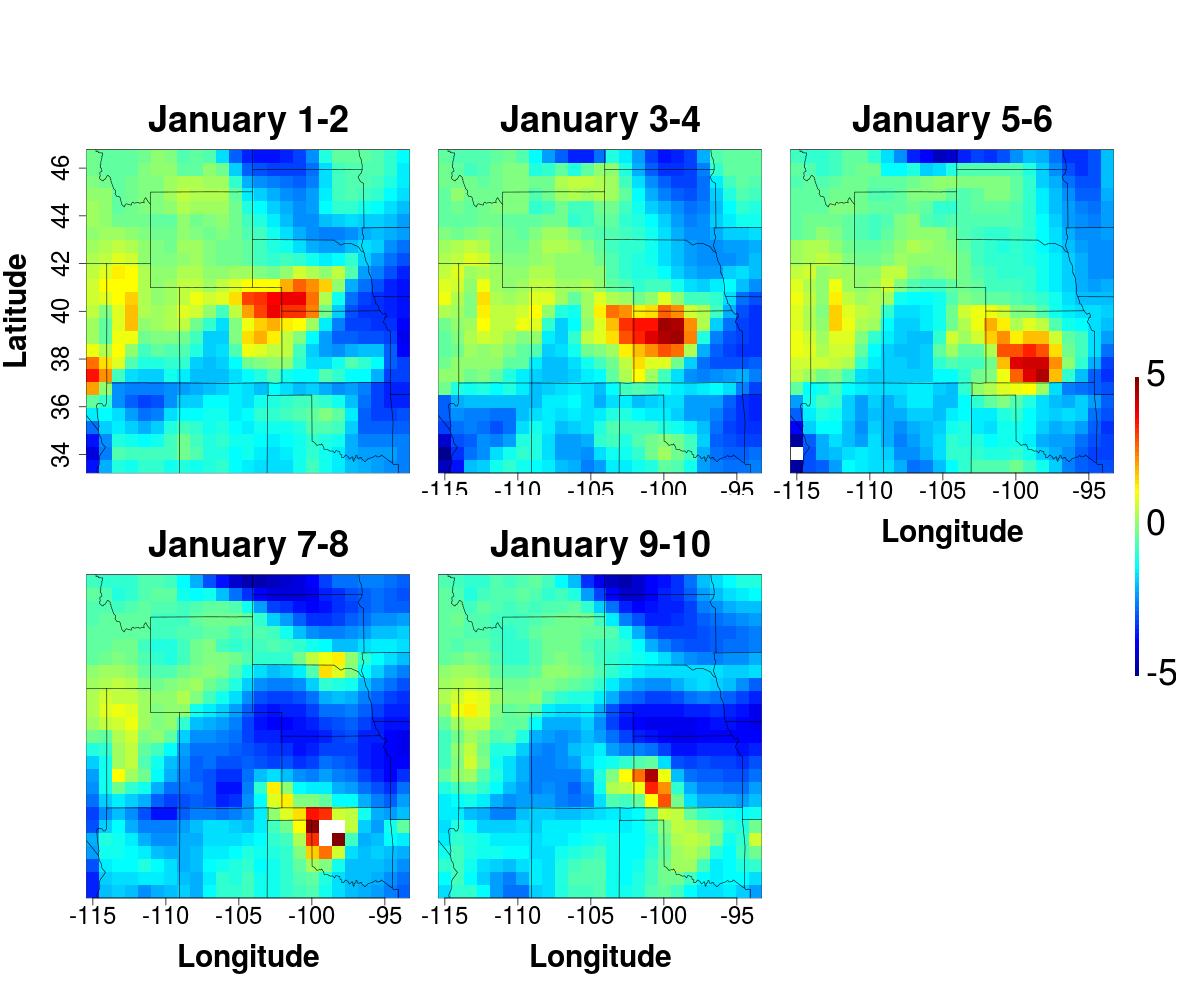 January 1-2
January 3-4
January 5-6
Latitude
46
44
42
40
38
36
34
-115 -110 -105 -100 -95
-115 -110 -105 -100 -95
Longitude
5
0
-5
January 7-8
January 9-10
-115 -110 -105 -100 -95
-115 -110 -105 -100 -95
Longitude
Longitude